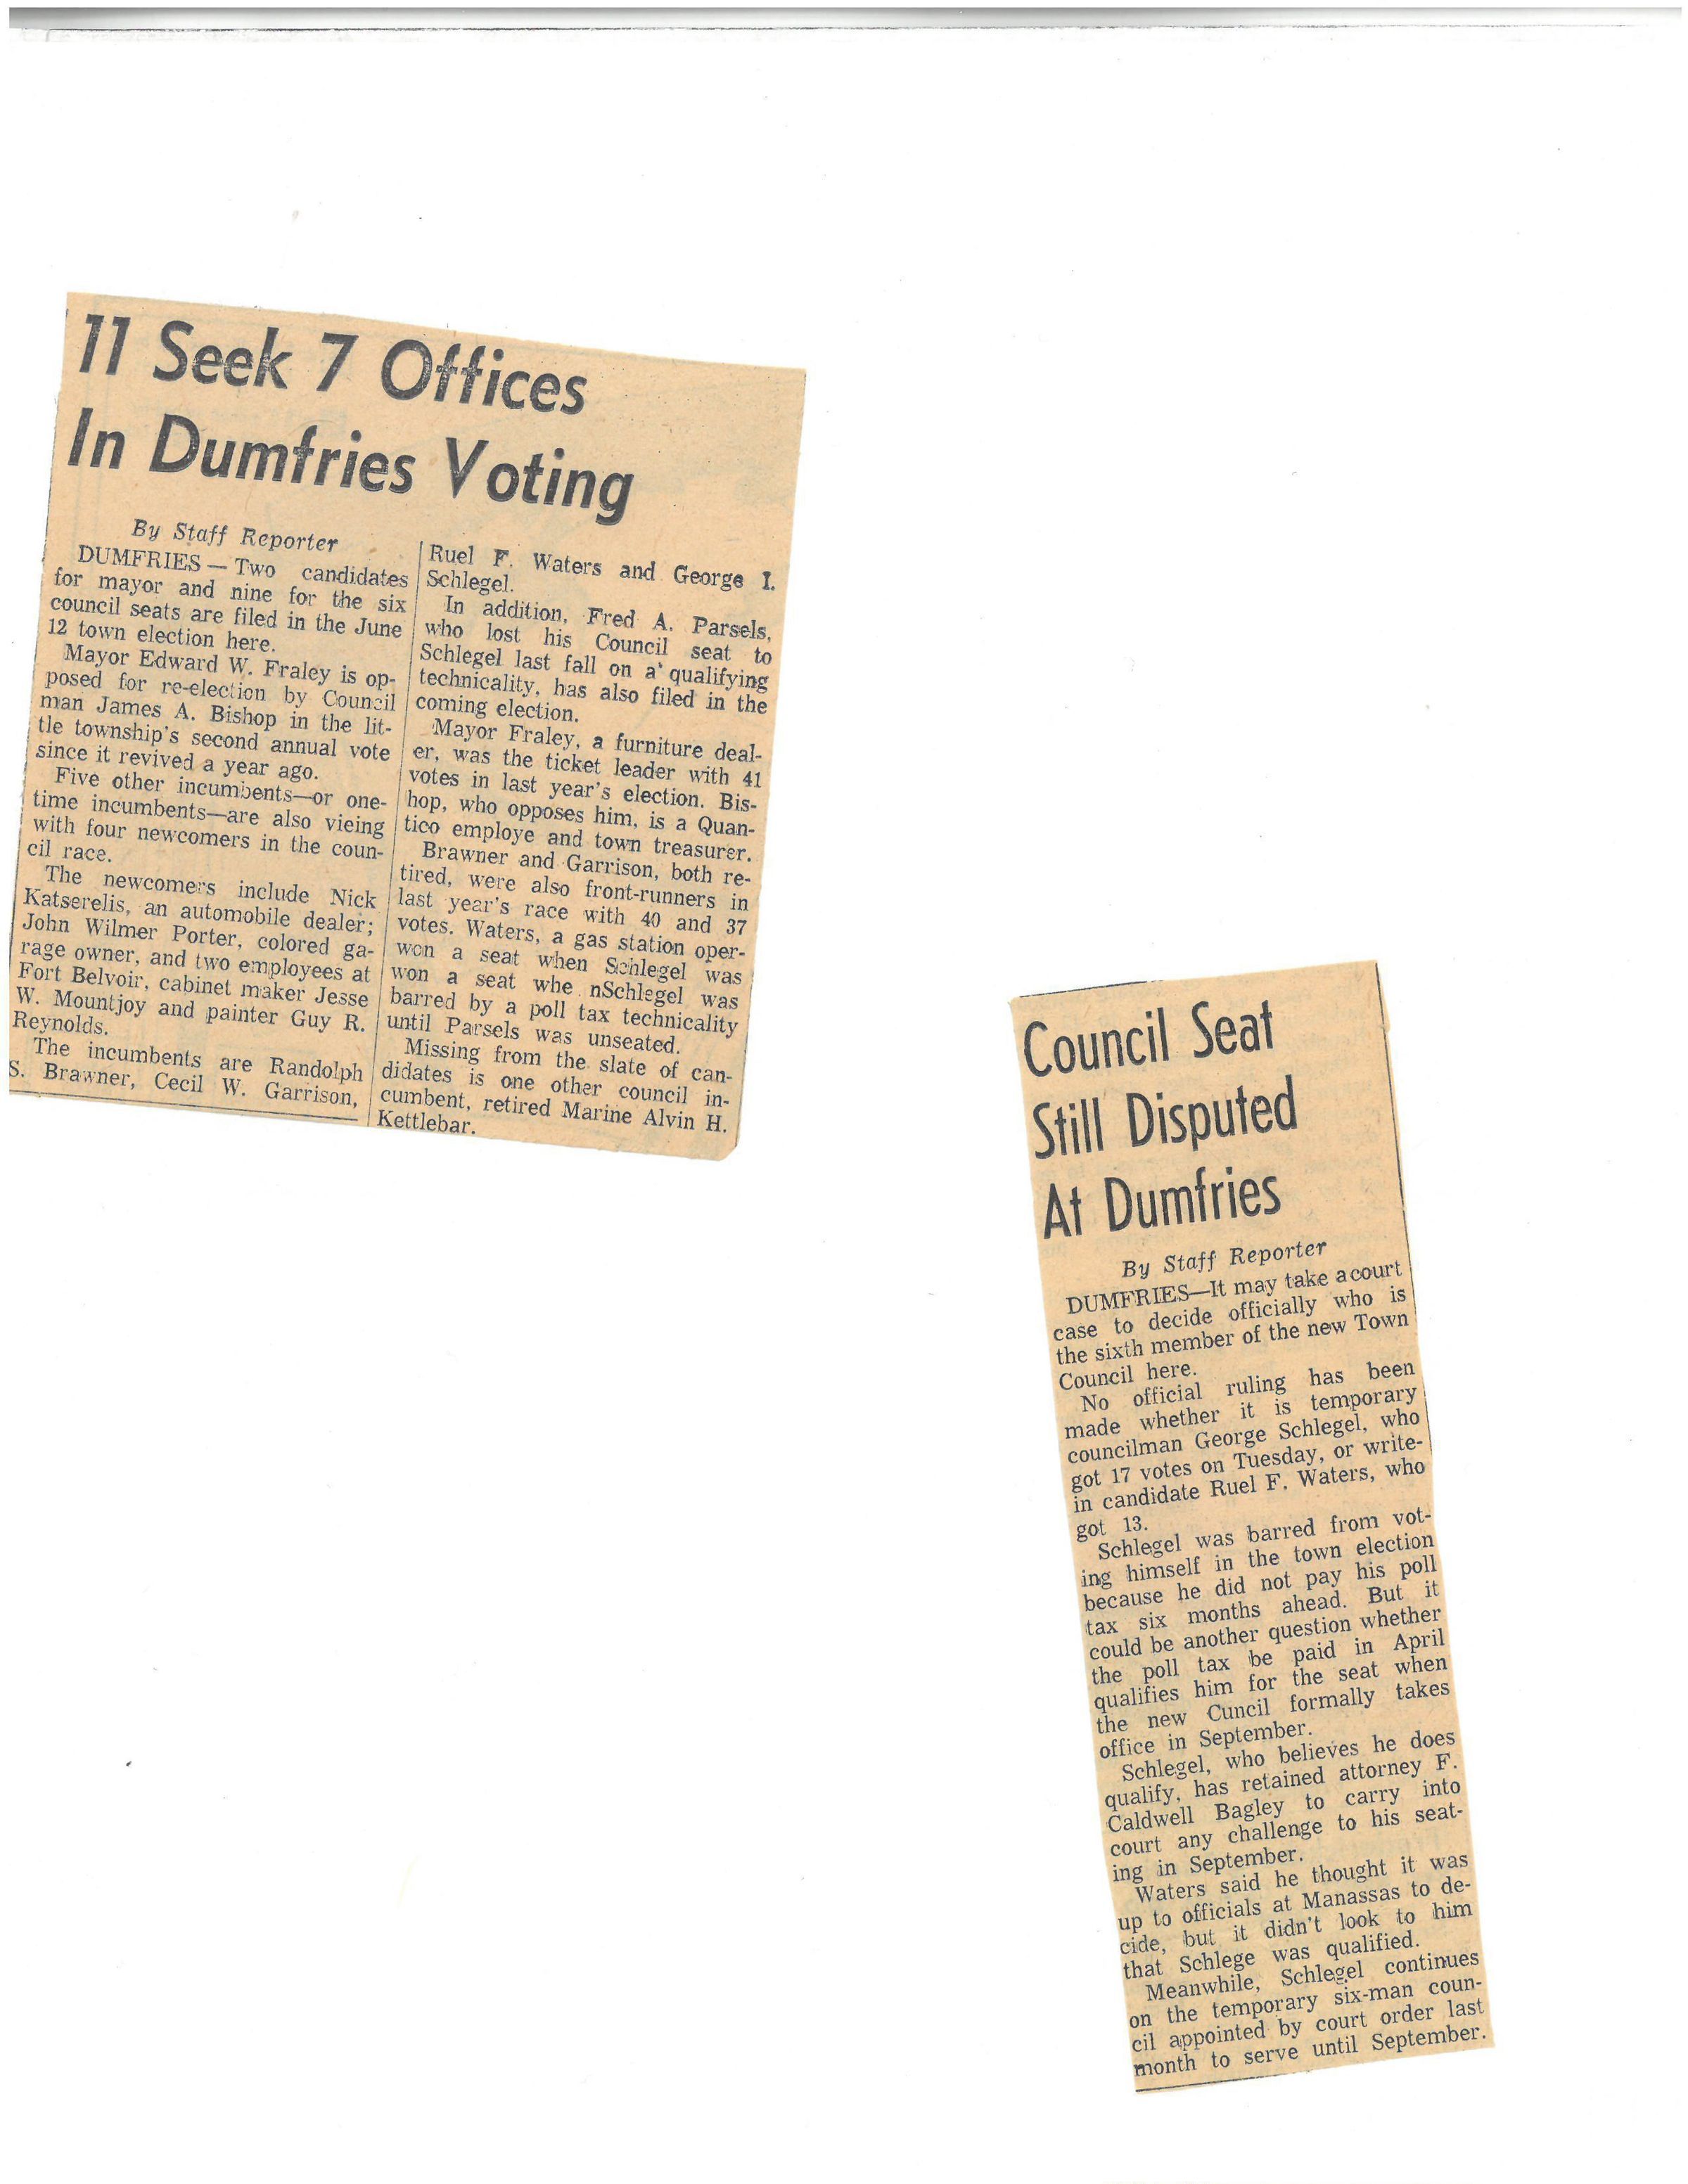 11 Seek 7 Offices
In Dumfries Voting
By Staff Reporter
DUMFRIES — Two candidates
for mayor and nine for the six
council seats are filed in the June
12 town election here.
Mayor Edward W. Fraley is op-
posed for re-election by Council
man James A. Bishop in the lit-
tle township's second annual vote
since it revived a year ago.
Five other incumbents—or one-
time incumbents—are also vieing
with four newcomers in the coun-
cil race.
The newcomers include Nick
Katserelis, an automobile dealer;
John Wilmer Porter, colored ga-
rage owner, and two employees at
Fort Belvoir, cabinet maker Jesse
W. Mountjoy and painter Guy R.
Reynolds.
The incumbents are Randolph
S. Brawner, Cecil W. Garrison,
Ruel F. Waters and George I.
Schlegel.
In addition, Fred A. Parsels,
who lost his Council seat to
Schlegel last fall on a qualifying
technicality, has also filed in the
coming election.
Mayor Fraley, a furniture deal-
er, was the ticket leader with 41
votes in last year's election. Bis-
hop, who opposes him, is a Quan-
tico employe and town treasurer.
Brawner and Garrison, both re-
tired, were also front-runners in
last year's race with 40 and 37
votes. Waters, a gas station oper-
won a seat when Schlegel was
won a seat whe nSchlegel was
barred by a poll tax technicality
until Parsels was unseated.
Missing from the slate of can-
didates is one other council in-
cumbent, retired Marine Alvin H.
Kettlebar.
Council Seat
Still Disputed
At Dumfries
By Staff Reporter
DUMFRIES—It may take a court
case to decide officially who is
the sixth member of the new Town
Council here.
No official ruling has been
made whether it is temporary
councilman George Schlegel, who
got 17 votes on Tuesday, or write-
in candidate Ruel F. Waters, who
got 13.
Schlegel was barred from vot-
ing himself in the town election
because he did not pay his poll
tax six months ahead. But it
could be another question whether
the poll tax be paid in April
qualifies him for the seat when
the new Cuncil formally takes
office in September.
Schlegel, who believes he does
qualify, has retained attorney F.
Caldwell Bagley to carry into
court any challenge to his seat-
ing in September.
Waters said he thought it was
up to officials at Manassas to de-
cide, but it didn't look to him
that Schlege was qualified.
Meanwhile, Schlegel continues
on the temporary six-man coun-
cil appointed by court order last
month to serve until September.